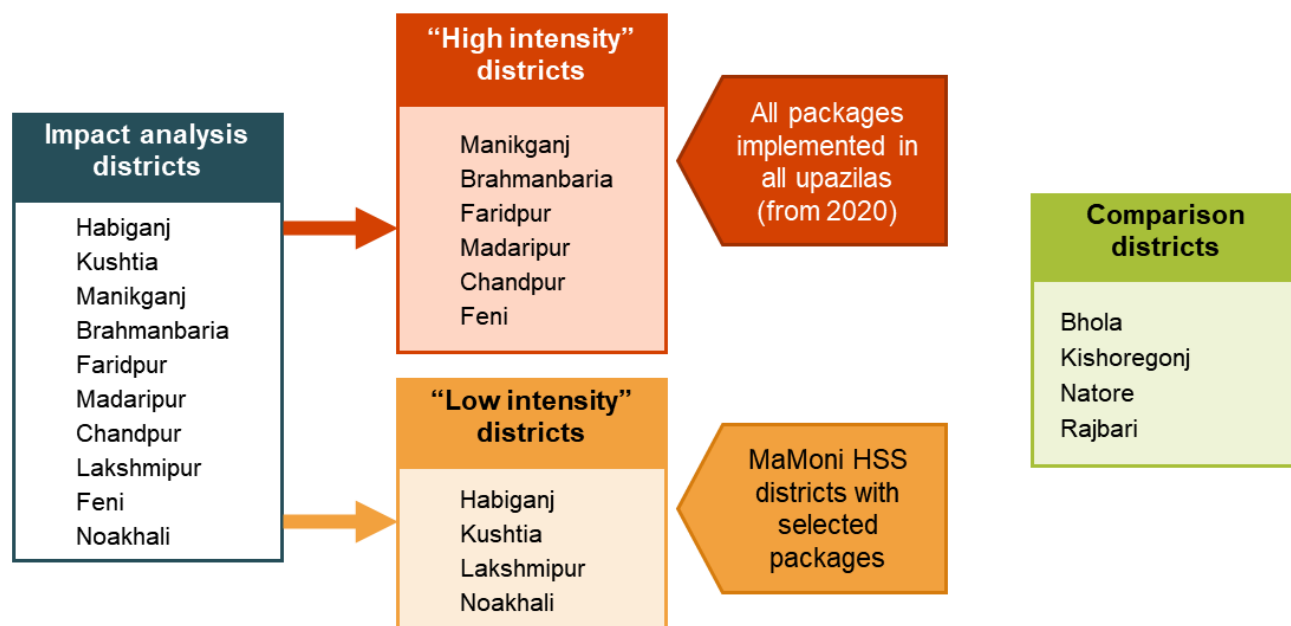 Impact analysis
districts
Habiganj
Kushtia
Manikganj
Brahmanbaria
Faridpur
Madaripur
Chandpur
Lakshmipur
Feni
Noakhali
“High intensity”
districts
Manikganj
Brahmanbaria
Faridpur
Madaripur
Chandpur
Feni
All packages
implemented in
all upazilas
(from 2020)
“Low intensity”
districts
Habiganj
Kushtia
Lakshmipur
Noakhali
MaMoni HSS
districts with
selected
packages
Comparison
districts
Bhola
Kishoregonj
Natore
Rajbari